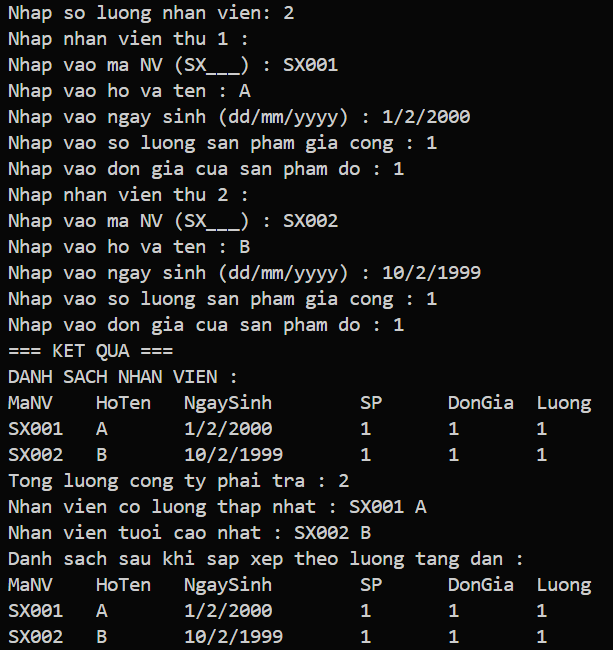 Nhap so luong nhan vien: 2
Nhap nhan vien thu 1 :
Nhap vao ma NV (SX___) : SX001
Nhap vao ho va ten : A
Nhap vao ngay sinh (dd/mm/yyyy) : 1/2/2000
Nhap vao so luong san pham gia cong : 1
Nhap vao don gia cua san pham do : 1
Nhap nhan vien thu 2 :
Nhap vao ma NV (SX___) : SX002
Nhap vao ho va ten : B
Nhap vao ngay sinh (dd/mm/yyyy) : 10/2/1999
Nhap vao so luong san pham gia cong : 1
Nhap vao don gia cua san pham do : 1
=== KET QUA ===
DANH SACH NHAN VIEN :
MaNV    HoTen   NgaySinh        SP      DonGia  Luong
SX001   A       1/2/2000        1       1       1
SX002   B       10/2/1999       1       1       1
Tong luong cong ty phai tra : 2
Nhan vien co luong thap nhat : SX001 A
Nhan vien tuoi cao nhat : SX002 B
Danh sach sau khi sap xep theo luong tang dan :
MaNV    HoTen   NgaySinh        SP      DonGia  Luong
SX001   A       1/2/2000        1       1       1
SX002   B       10/2/1999       1       1       1